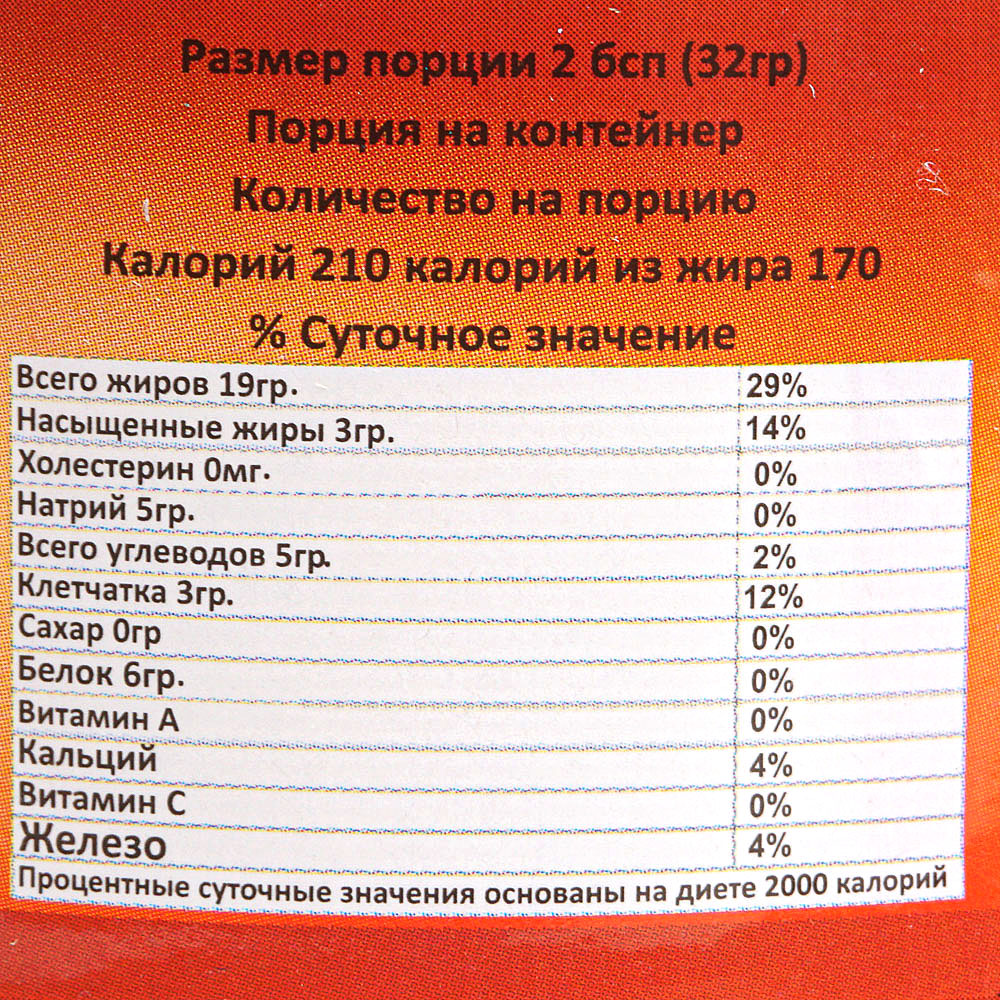 Размер порции 2 бсп (32гр)
Порция на контейнер
Количество на порцию
Калорий 210 калорий из жира 170
% Суточное значение
Всего жиров 19гр. 29%
Насыщенные жиры 3гр. 14%
Холестерин 0мг. 0%
Натрий 5гр. 0%
Всего углеводов 5гр. 2%
Клетчатка 3гр. 12%
Сахар 0гр 0%
Белок 6гр. 0%
Витамин А 0%
Кальций 4%
Витамин С 0%
Железо 4%
Процентные суточные значения основаны на диете 2000 калорий